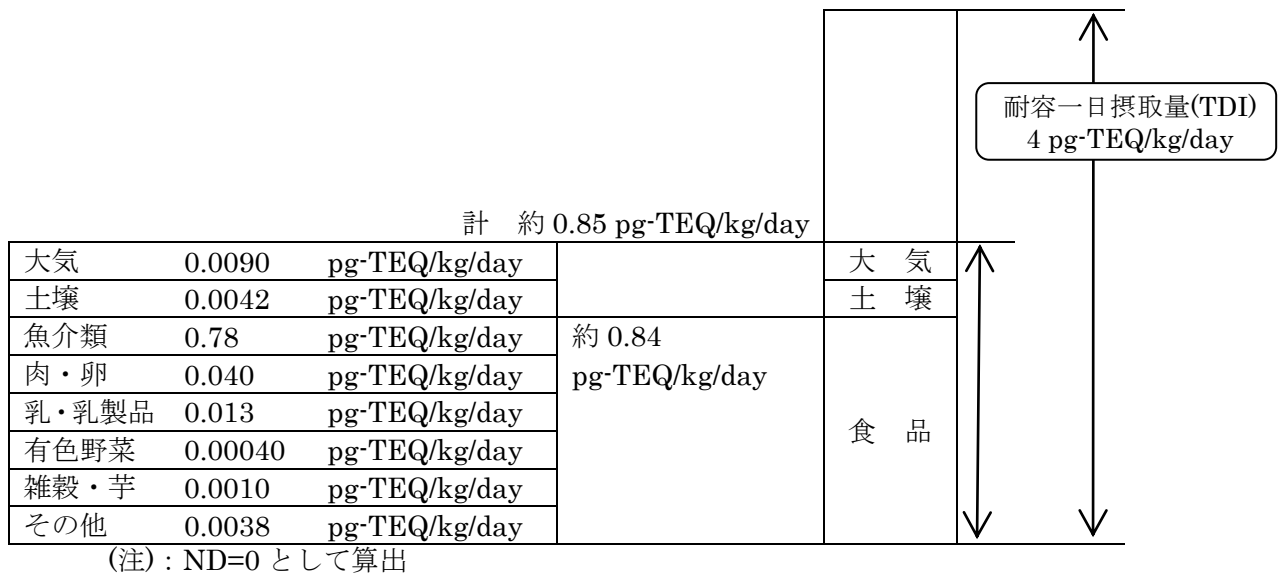 耐容一日摂取量(TDI)
4 pg-TEQ/kg/day
計 約 0.85 pg-TEQ/kg/day
大気 0.0090 pg-TEQ/kg/day 大 気
土壌 0.0042 pg-TEQ/kg/day 土 壌
魚介類 0.78 pg-TEQ/kg/day 約 0.84
肉・卵 0.040 pg-TEQ/kg/day pg-TEQ/kg/day
乳・乳製品 0.013 pg-TEQ/kg/day
有色野菜 0.00040 pg-TEQ/kg/day 食 品
雑穀・芋 0.0010 pg-TEQ/kg/day
その他 0.0038 pg-TEQ/kg/day
(注)：ND=0 として算出